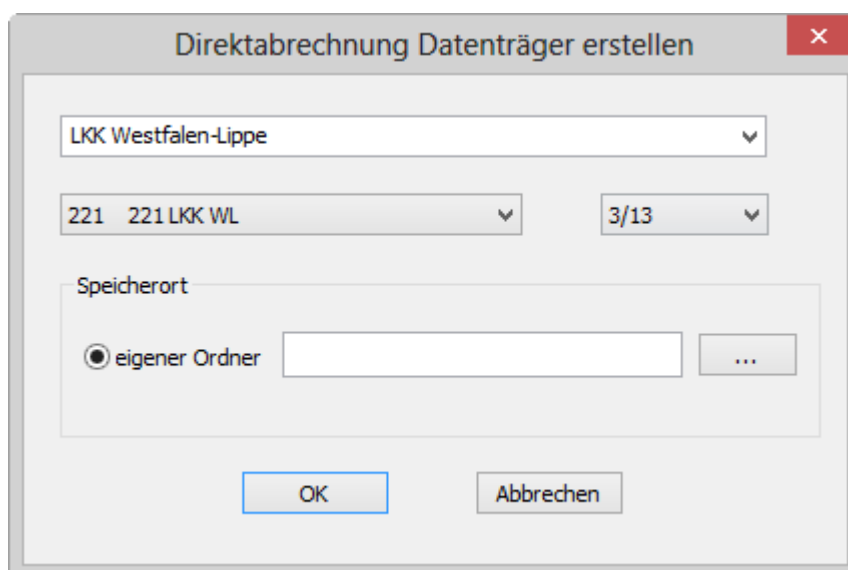 Direktabrechnung Datenträger erstellen
LKK Westfalen-Lippe
221 221 LKK WL 3/13
Speicherort
eigener Ordner ...
OK Abbrechen